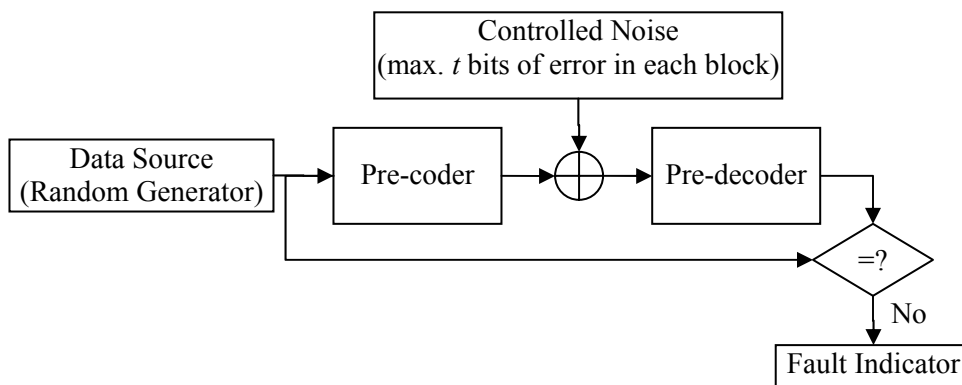 Controlled Noise
(max. t bits of error in each block)
Data Source
(Random Generator)
Pre-coder
Pre-decoder
=?
No
Fault Indicator